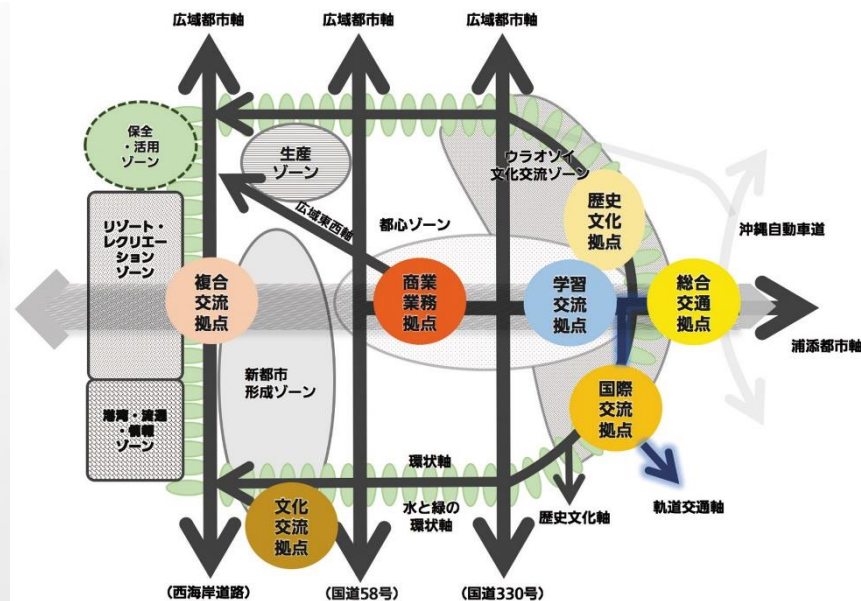 広域都市軸
広域都市軸
広域都市軸
保全
・活用
ゾーン
生産
ゾーン
ウラオソイ
文化交流ゾーン
歴史
文化
拠点
広域東西軸
都心ゾーン
沖縄自動車道
リゾート・
レクリエー
ション
ゾーン
複合
交流
拠点
商業
業務
拠点
学習
交流
拠点
総合
交通
拠点
浦添都市軸
新都市
形成ゾーン
国際
交流
拠点
港湾・流通
・情報
ゾーン
環状軸
文化
交流
拠点
水と緑の
環状軸
歴史文化軸
軌道交通軸
(西海岸道路)
(国道58号)
(国道330号)